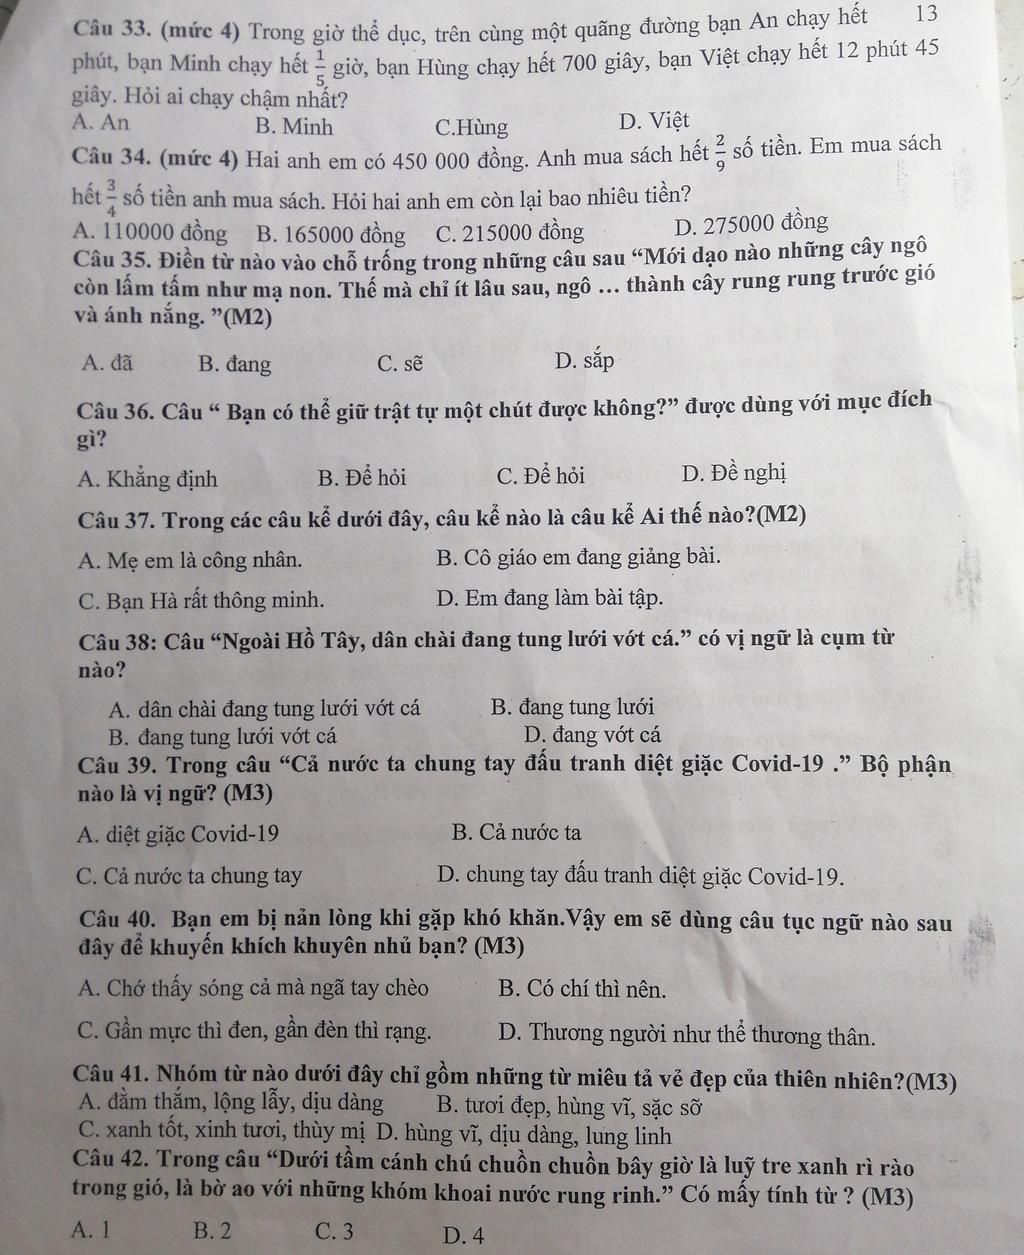 Câu 33. (mức 4) Trong giờ thể dục, trên cùng một quãng đường bạn An chạy hết 13
phút, bạn Minh chạy hết 1/5 giờ, bạn Hùng chạy hết 700 giây, bạn Việt chạy hết 12 phút 45
giây. Hỏi ai chạy chậm nhất?
A. An B. Minh C.Hùng D. Việt
Câu 34. (mức 4) Hai anh em có 450 000 đồng. Anh mua sách hết 2/9 số tiền. Em mua sách
hết 3/4 số tiền anh mua sách. Hỏi hai anh em còn lại bao nhiêu tiền?
A. 110000 đồng B. 165000 đồng C. 215000 đồng D. 275000 đồng
Câu 35. Điền từ nào vào chỗ trống trong những câu sau “Mới dạo nào những cây ngô
còn lấm tấm như mạ non. Thế mà chỉ ít lâu sau, ngô ... thành cây rung rung trước gió
và ánh nắng. ”(M2)
A. đã B. đang C. sẽ D. sắp
Câu 36. Câu “ Bạn có thể giữ trật tự một chút được không?” được dùng với mục đích
gì?
A. Khẳng định B. Để hỏi C. Để hỏi D. Đề nghị
Câu 37. Trong các câu kể dưới đây, câu kể nào là câu kể Ai thế nào?(M2)
A. Mẹ em là công nhân. B. Cô giáo em đang giảng bài.
C. Bạn Hà rất thông minh. D. Em đang làm bài tập.
Câu 38: Câu “Ngoài Hồ Tây, dân chài đang tung lưới vớt cá.” có vị ngữ là cụm từ
nào?
A. dân chài đang tung lưới vớt cá B. đang tung lưới
B. đang tung lưới vớt cá D. đang vớt cá
Câu 39. Trong câu “Cả nước ta chung tay đấu tranh diệt giặc Covid-19 .” Bộ phận
nào là vị ngữ? (M3)
A. diệt giặc Covid-19 B. Cả nước ta
C. Cả nước ta chung tay D. chung tay đấu tranh diệt giặc Covid-19.
Câu 40. Bạn em bị nản lòng khi gặp khó khăn.Vậy em sẽ dùng câu tục ngữ nào sau
đây để khuyến khích khuyên nhủ bạn? (M3)
A. Chớ thấy sóng cả mà ngã tay chèo B. Có chí thì nên.
C. Gần mực thì đen, gần đèn thì rạng. D. Thương người như thể thương thân.
Câu 41. Nhóm từ nào dưới đây chỉ gồm những từ miêu tả vẻ đẹp của thiên nhiên?(M3)
A. đằm thắm, lộng lẫy, dịu dàng B. tươi đẹp, hùng vĩ, sặc sỡ
C. xanh tốt, xinh tươi, thùy mị D. hùng vĩ, dịu dàng, lung linh
Câu 42. Trong câu “Dưới tầm cánh chú chuồn chuồn bây giờ là luỹ tre xanh rì rào
trong gió, là bờ ao với những khóm khoai nước rung rinh.” Có mấy tính từ ? (M3)
A. 1 B. 2 C. 3 D. 4